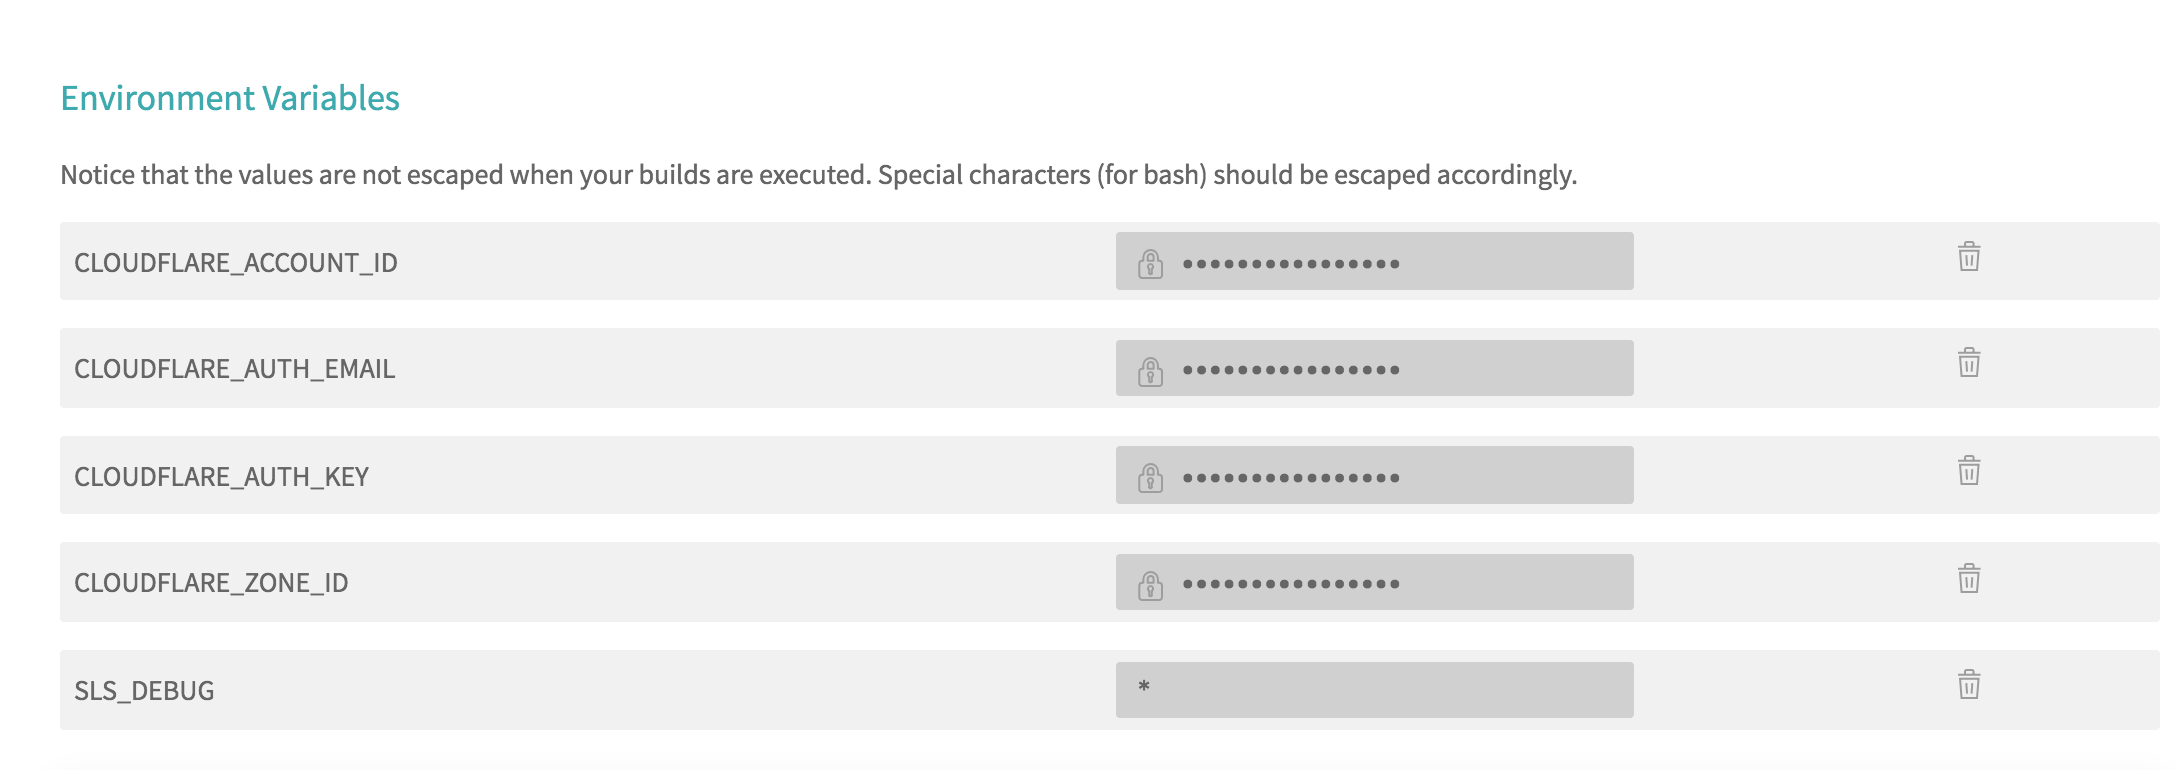 Environment Variables
Notice that the values are not escaped when your builds are executed. Special characters (for bash) should be escaped accordingly.
CLOUDFLARE_ACCOUNT_ID ••••••••••••••••
CLOUDFLARE_AUTH_EMAIL ••••••••••••••••
CLOUDFLARE_AUTH_KEY ••••••••••••••••
CLOUDFLARE_ZONE_ID ••••••••••••••••
SLS_DEBUG *